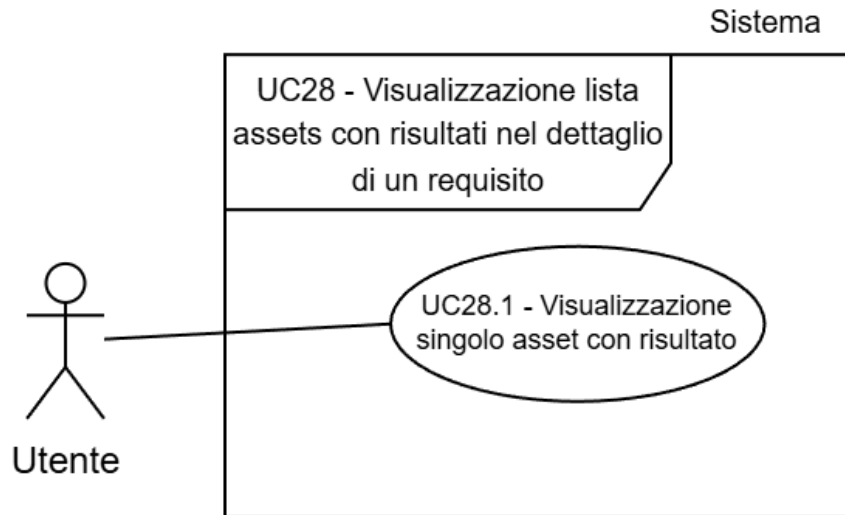 Sistema
UC28 - Visualizzazione lista
assets con risultati nel dettaglio
di un requisito
UC28.1 - Visualizzazione
singolo asset con risultato
Utente